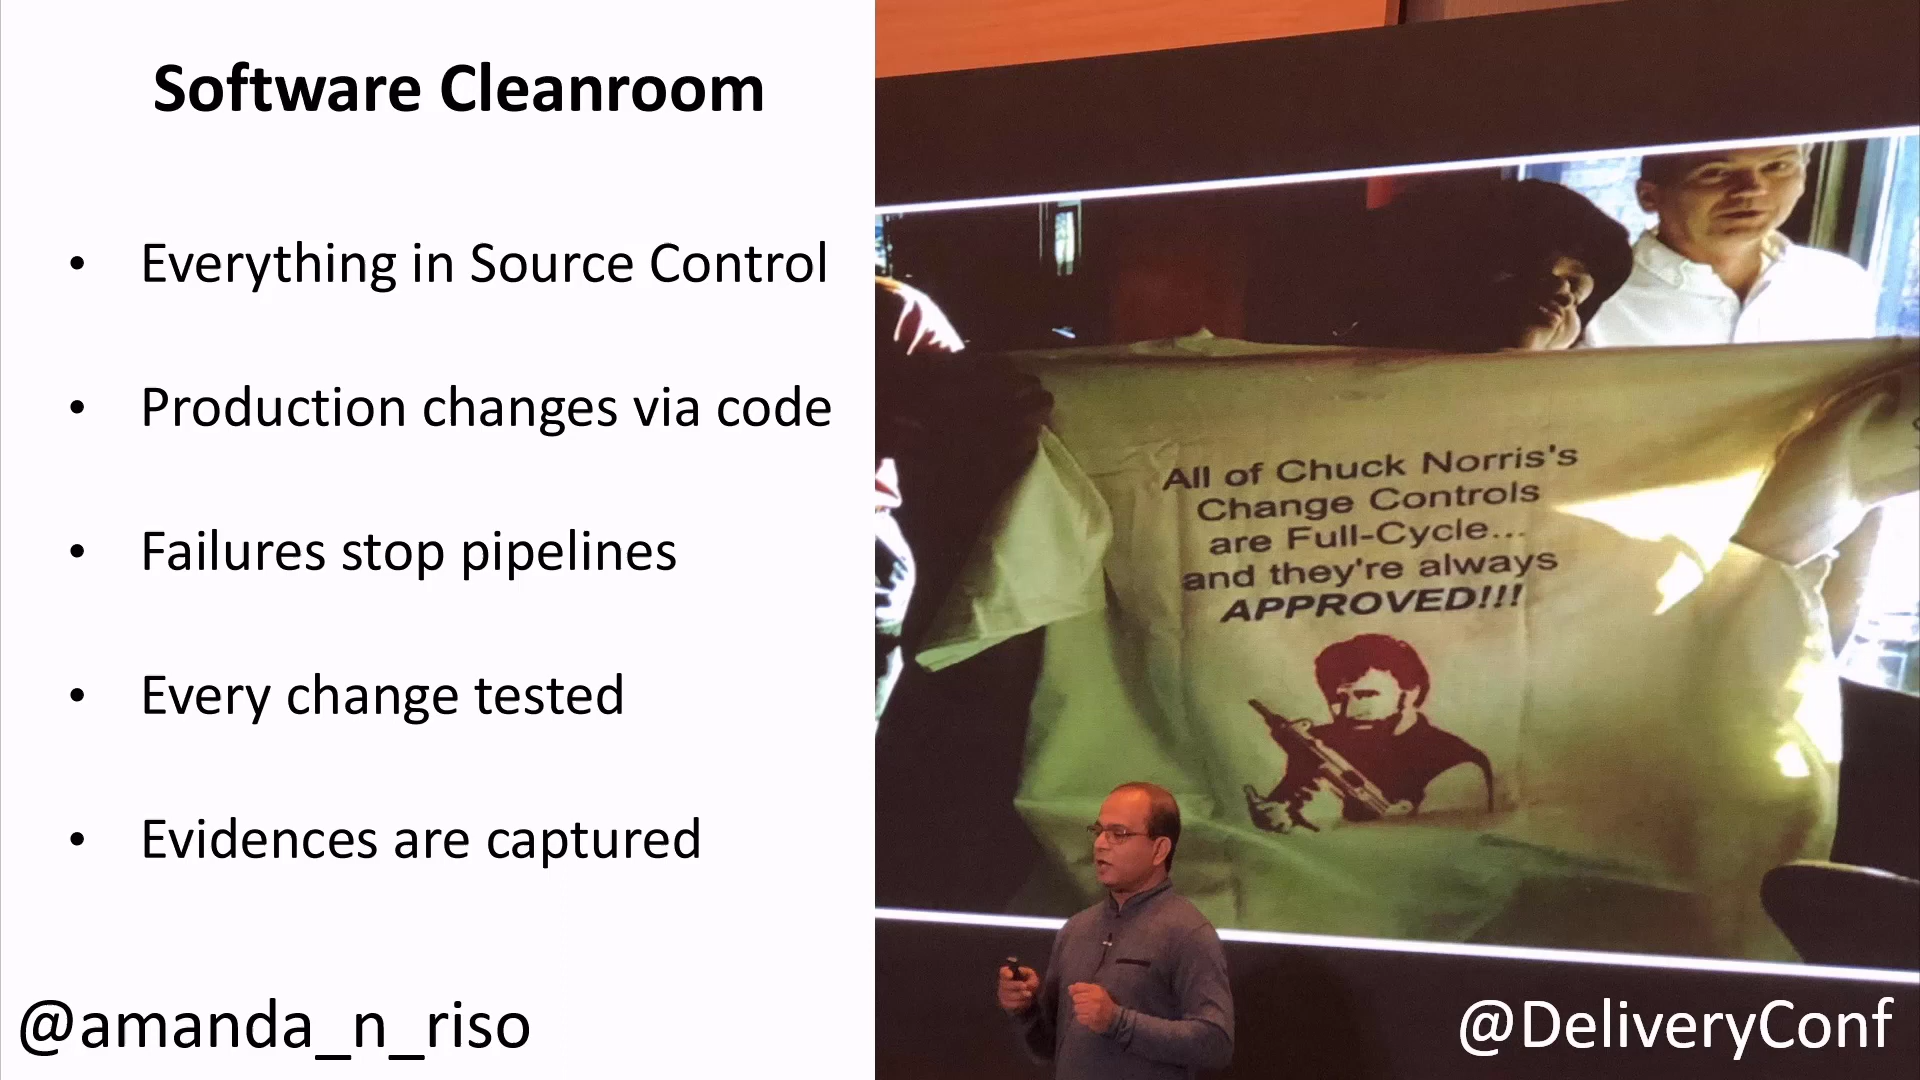 Software Cleanroom
• Everything in Source Control
• Production changes via code
• Failures stop pipelines
• Every change tested
• Evidences are captured
@amanda_n_riso
All of Chuck Norris's
Change Controls
are Full-Cycle...
and they're always
APPROVED!!!
@DeliveryConf